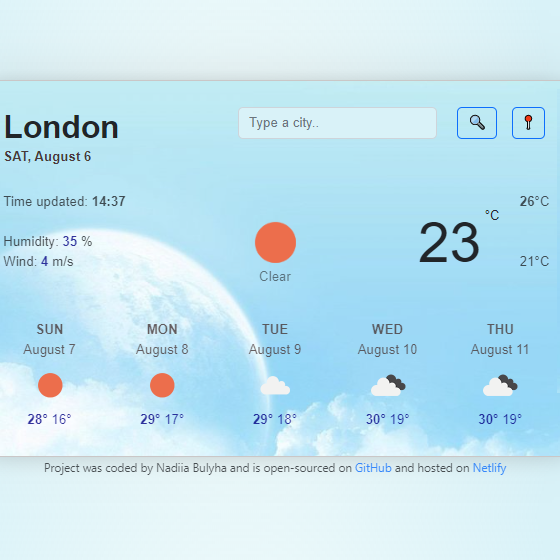 London
Type a city..
SAT, August 6
Time updated: 14:37
Humidity: 35 %
Wind: 4 m/s
Clear
23 °C
26°C
21°C
SUN MON TUE WED THU
August 7 August 8 August 9 August 10 August 11
28° 16° 29° 17° 29° 18° 30° 19° 30° 19°
Project was coded by Nadiia Bulyha and is open-sourced on GitHub and hosted on Netlify